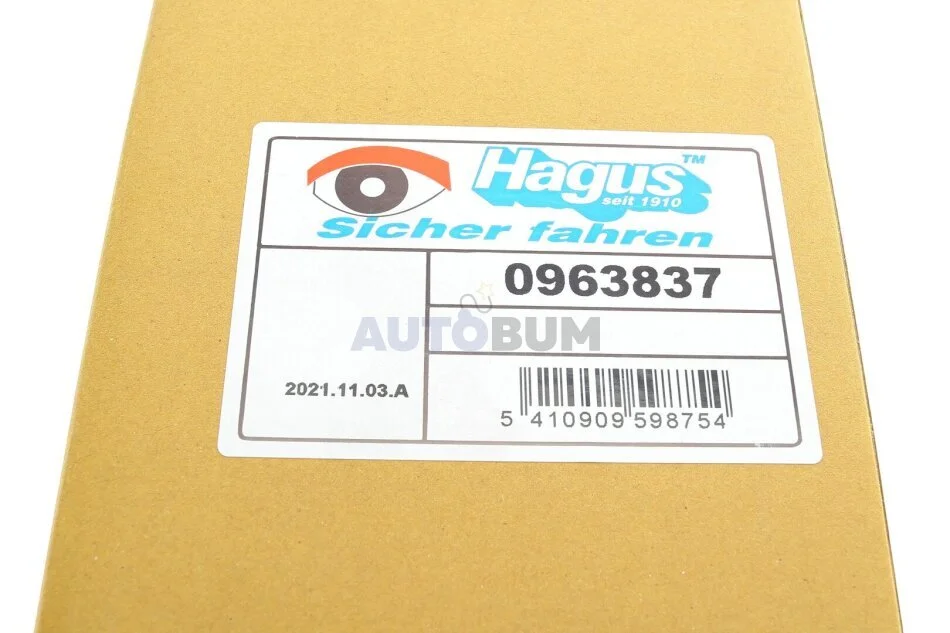 Hagus™
seit 1910
Sicher fahren
0963837
AUTOBUM
2021.11.03.A
5 410909 598754